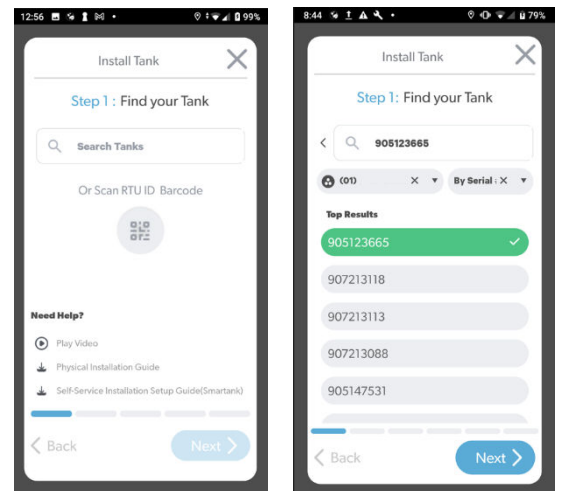 12:56 99%
Install Tank
Step 1 : Find your Tank
Search Tanks
Or Scan RTU ID Barcode
Need Help?
Play Video
Physical Installation Guide
Self-Service Installation Setup Guide(Smartank)
Back Next
8:44 79%
Install Tank
Step 1: Find your Tank
905123665
(01) By Serial :
Top Results
905123665
907213118
907213113
907213088
905147531
Back Next